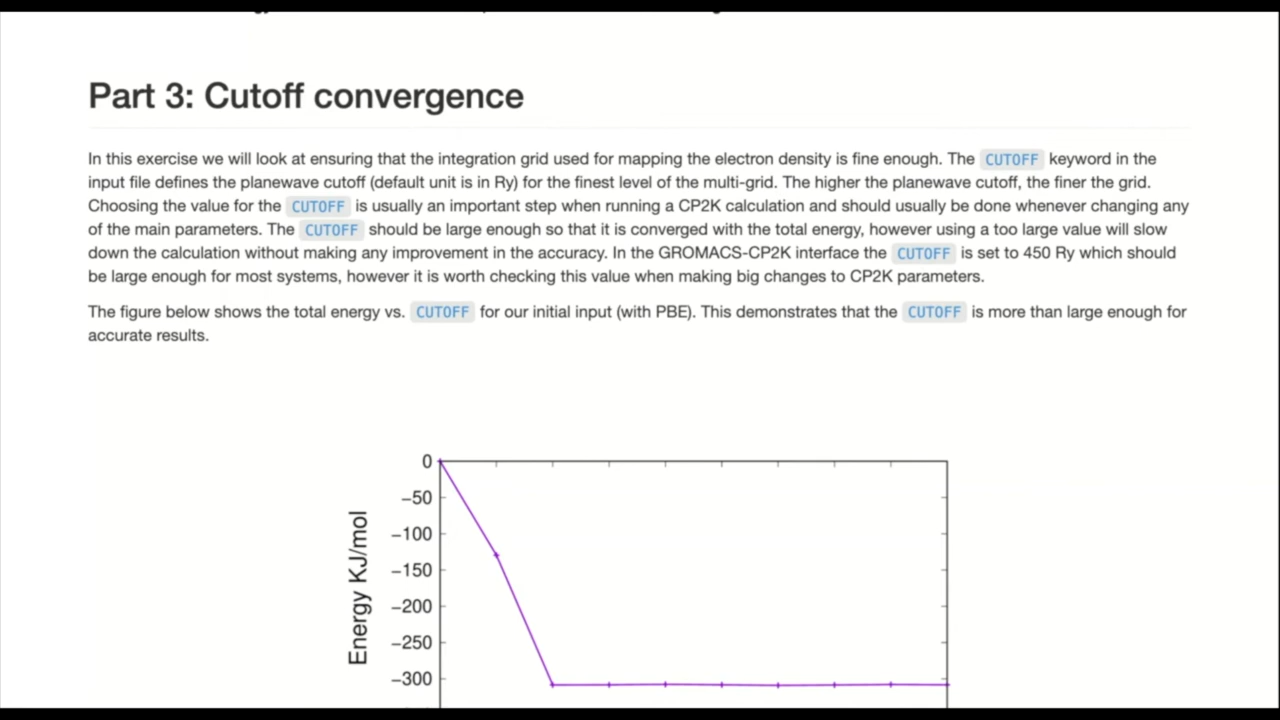 Part 3: Cutoff convergence
In this exercise we will look at ensuring that the integration grid used for mapping the electron density is fine enough. The CUTOFF keyword in the
input file defines the planewave cutoff (default unit is in Ry) for the finest level of the multi-grid. The higher the planewave cutoff, the finer the grid.
Choosing the value for the CUTOFF is usually an important step when running a CP2K calculation and should usually be done whenever changing any
of the main parameters. The CUTOFF should be large enough so that it is converged with the total energy, however using a too large value will slow
down the calculation without making any improvement in the accuracy. In the GROMACS-CP2K interface the CUTOFF is set to 450 Ry which should
be large enough for most systems, however it is worth checking this value when making big changes to CP2K parameters.
The figure below shows the total energy vs. CUTOFF for our initial input (with PBE). This demonstrates that the CUTOFF is more than large enough for
accurate results.
0
−50
−100
−150
−200
−250
−300
Energy KJ/mol